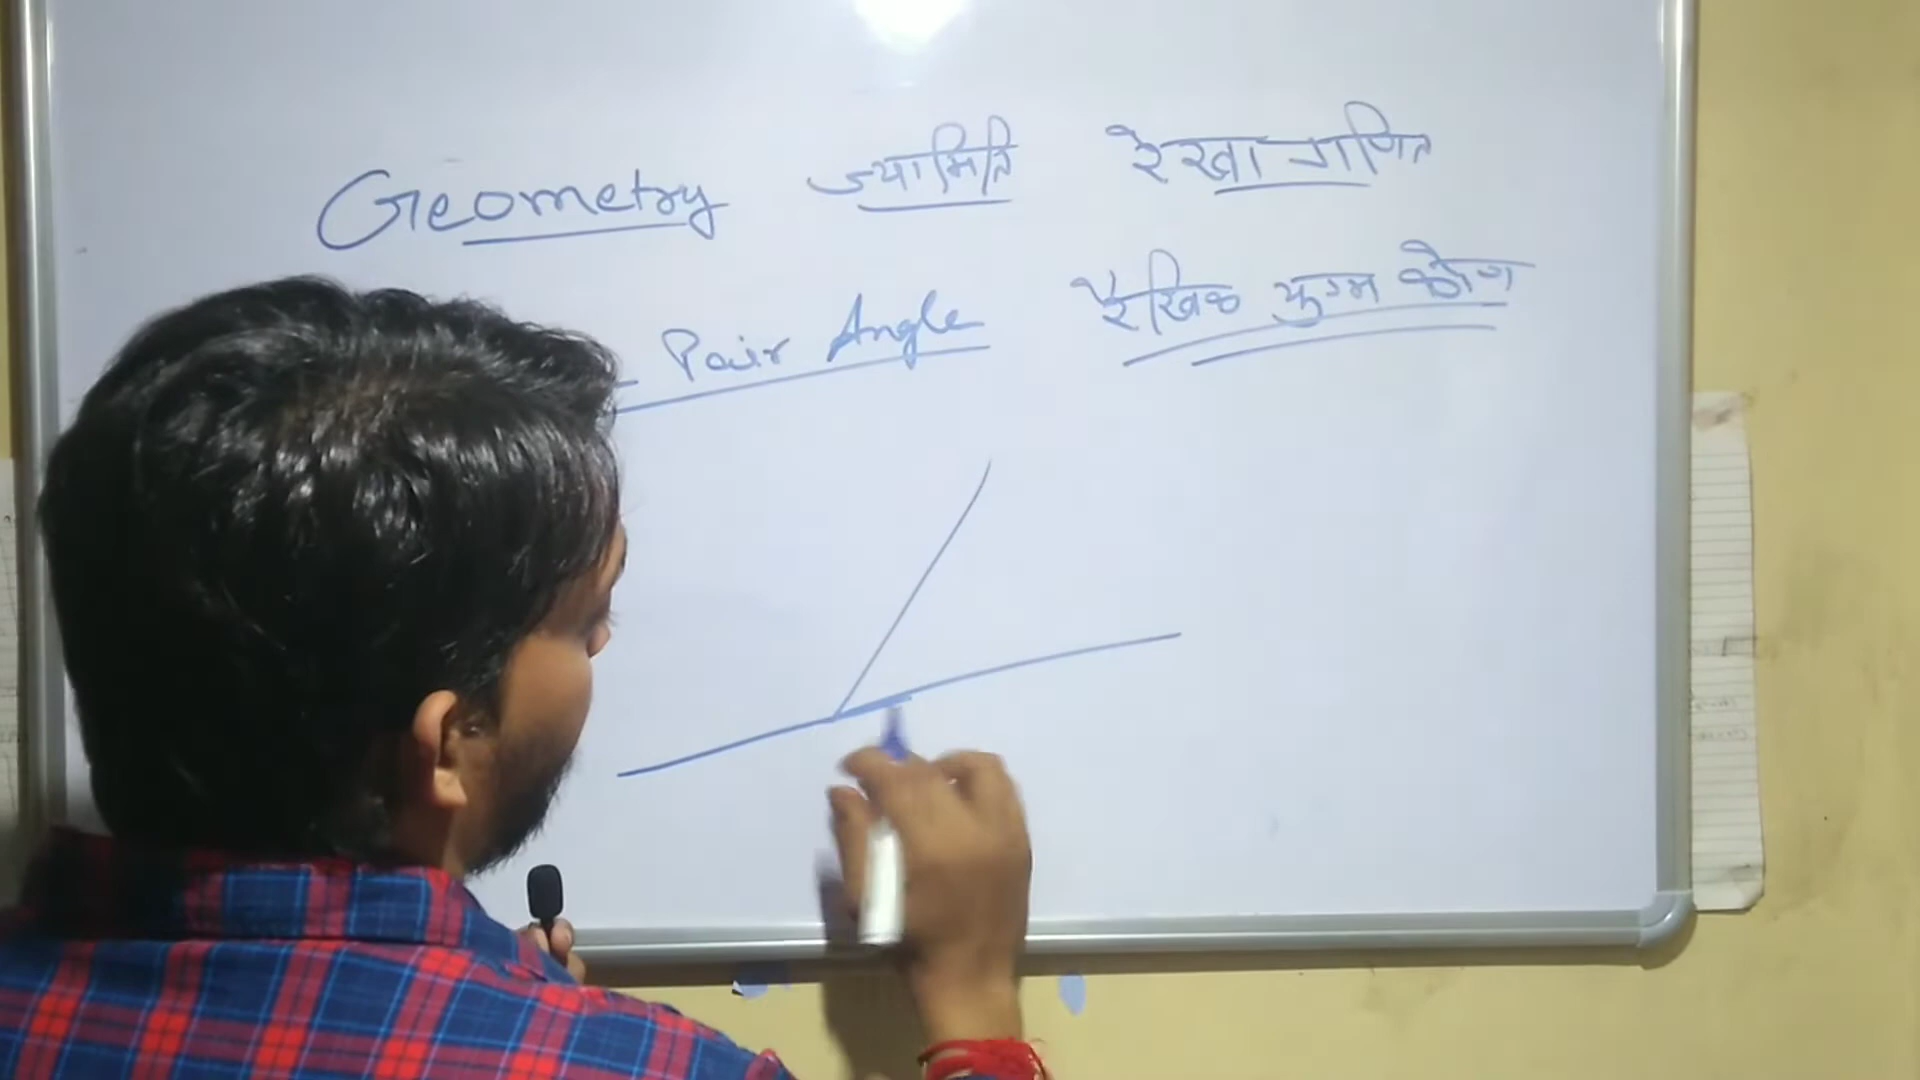 Geometry ज्यामिति रेखा गणित
Pair Angle रैखिक युग्म कोण